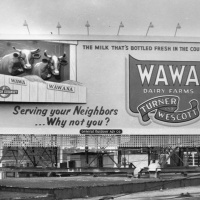 THE MILK THAT'S BOTTLED FRESH IN THE COU
WAWA
DAIRY FARMS
TURNER
WESCOTT
WAWA
WAWA
Serving your Neighbors
...Why not you?